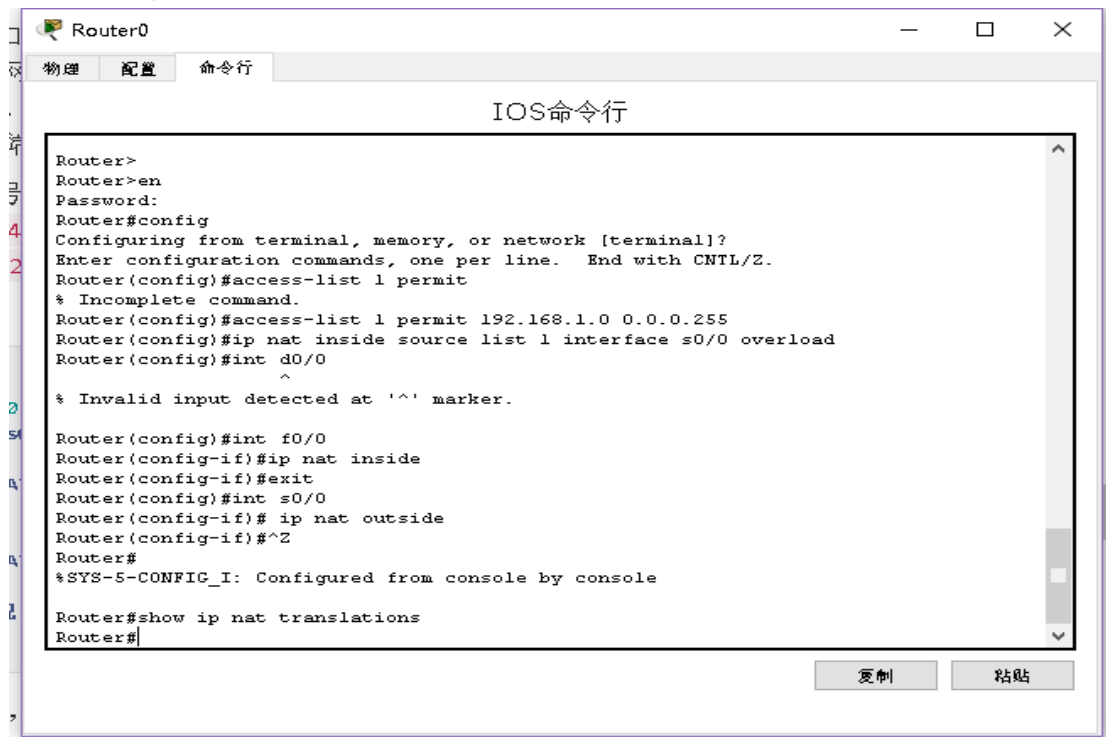 Router0
物理 配置 命令行
IOS命令行
Router>
Router>en
Password:
Router#config
Configuring from terminal, memory, or network [terminal]?
Enter configuration commands, one per line.  End with CNTL/Z.
Router(config)#access-list 1 permit
% Incomplete command.
Router(config)#access-list 1 permit 192.168.1.0 0.0.0.255
Router(config)#ip nat inside source list 1 interface s0/0 overload
Router(config)#int d0/0
^
% Invalid input detected at '^' marker.
Router(config)#int f0/0
Router(config-if)#ip nat inside
Router(config-if)#exit
Router(config)#int s0/0
Router(config-if)# ip nat outside
Router(config-if)#^Z
Router#
%SYS-5-CONFIG_I: Configured from console by console
Router#show ip nat translations
Router#
复制 粘贴